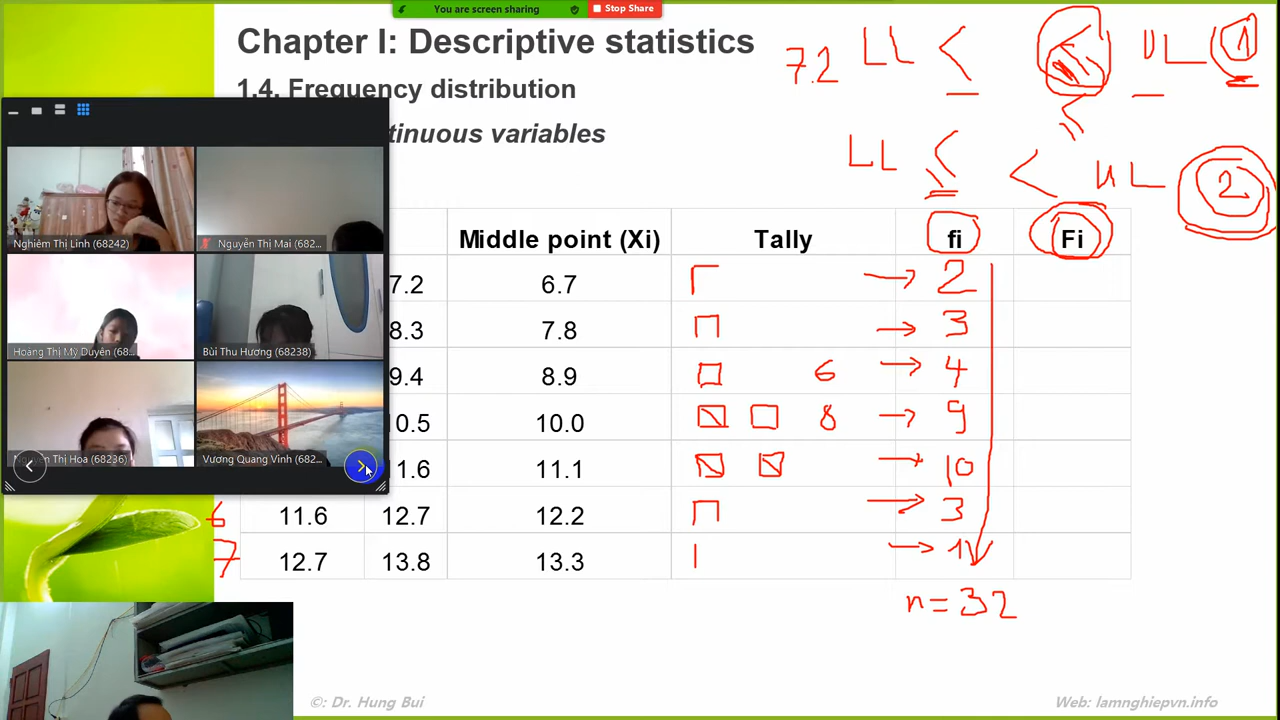 You are screen sharing
Stop Share
Chapter I: Descriptive statistics
7.2 LL < < UL 1
≤
1.4. Frequency distribution
tinuous variables
LL ≤ < UL 2
Middle point (Xi) Tally fi Fi
7.2 6.7 → 2
8.3 7.8 → 3
9.4 8.9 6 → 4
0.5 10.0 8 → 9
1.6 11.1 → 10
6 11.6 12.7 12.2 → 3
7 12.7 13.8 13.3 → 1
n = 32
Nghiêm Thị Linh (68242)
Nguyễn Thị Mai (682...
Hoàng Thị Mỹ Duyên (68...
Bùi Thu Hương (68238)
Thị Hoa (68236)
Vương Quang Vinh (682...
©: Dr. Hung Bui
Web: lamnghiepvn.info